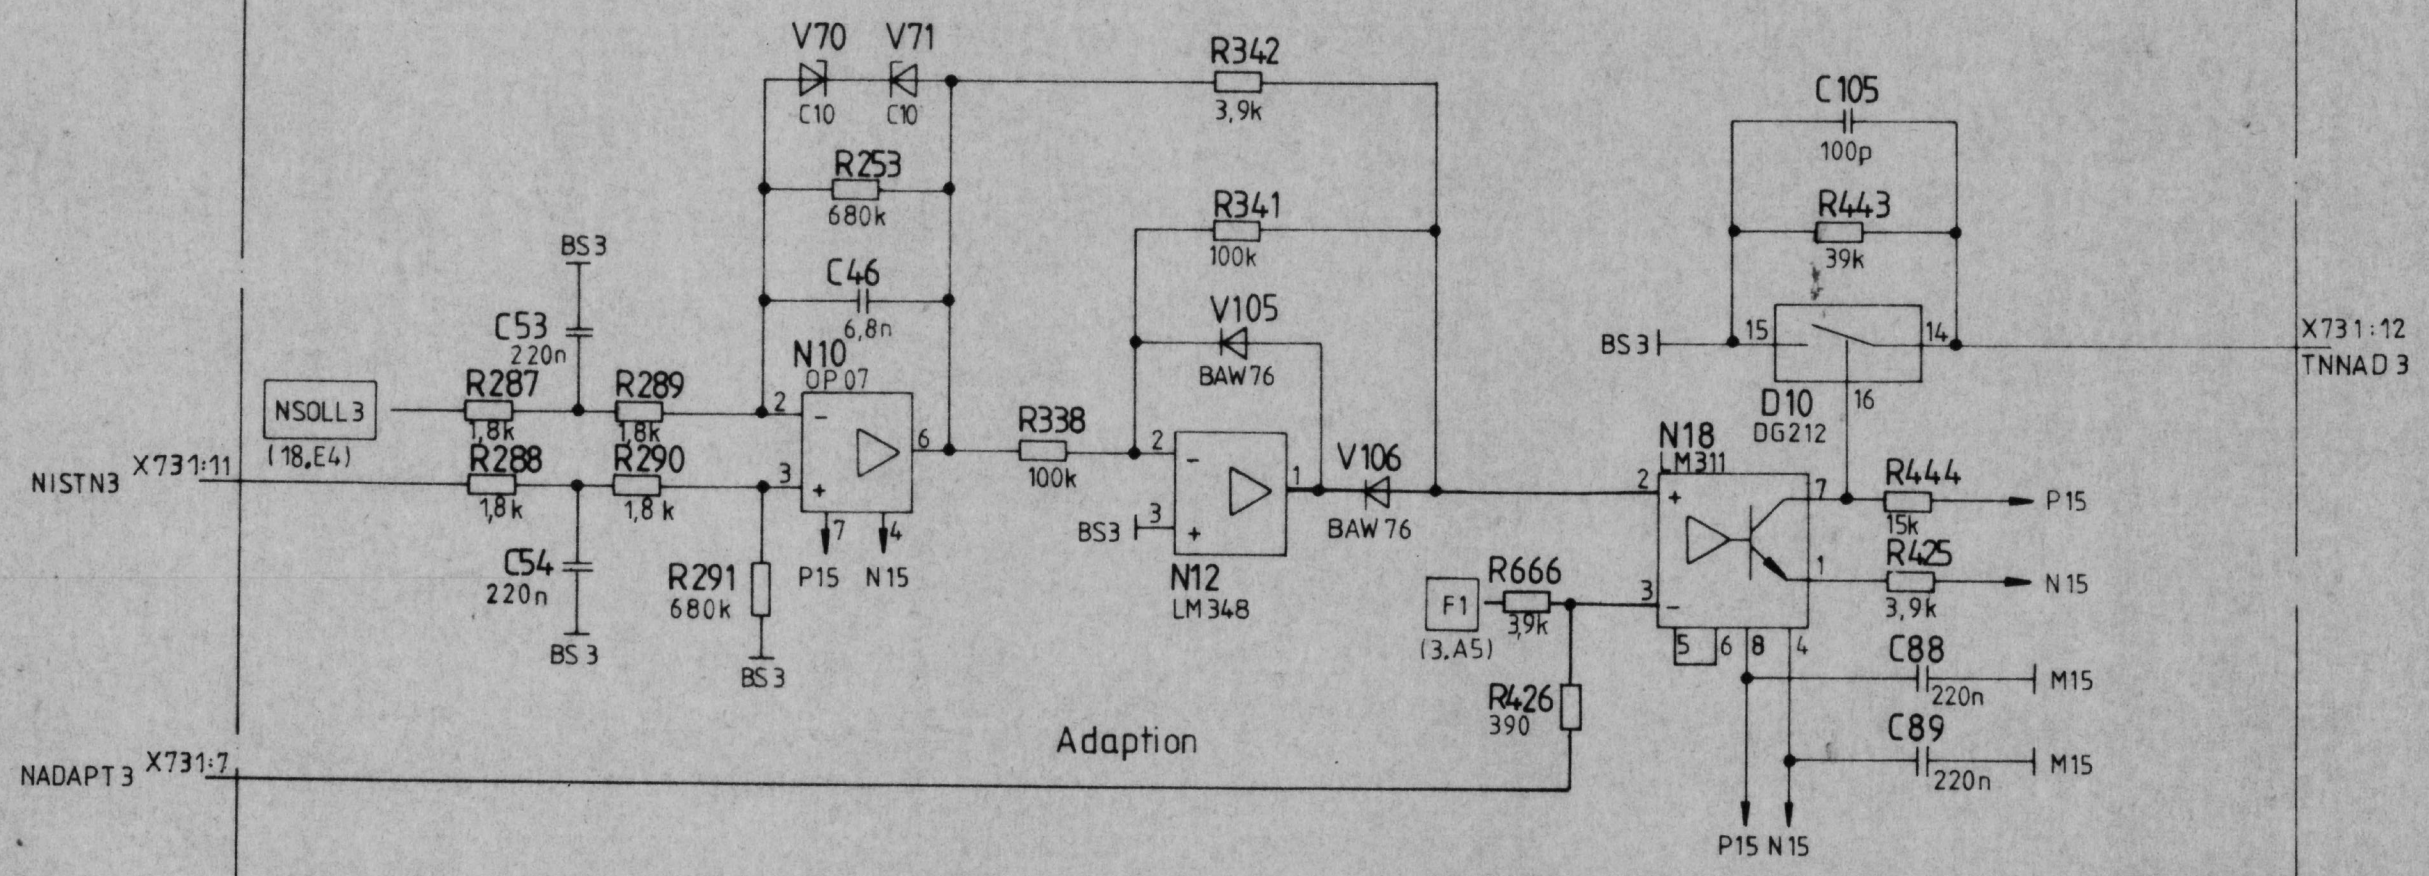 V70 V71
C10 C10
R342
3,9k
C105
100p
R253
680k
R341
100k
R443
39k
BS3
C46
6,8n
V105
BAW76
C53
220n
N10
OP07
BS3 15 14
X731:12
TNNAD3
NSOLL3
(18.E4)
R287
1,8k
R289
1,8k
2 -
D10
DG212
16
R338
100k
6
N18
LM311
NISTN3 X731:11
R288
1,8k
R290
1,8k
3 +
2 -
1
V106
BAW76
2 +
7
R444
15k
P15
7 4
P15 N15
BS3 3 +
N12
LM348
C54
220n
BS3
R291
680k
BS3
F1
(3.A5)
R666
3,9k
3 -
1
R425
3,9k
N15
5 6 8 4
C88
220n
M15
R426
390
Adaption
C89
220n
M15
NADAPT3 X731:7
P15 N15